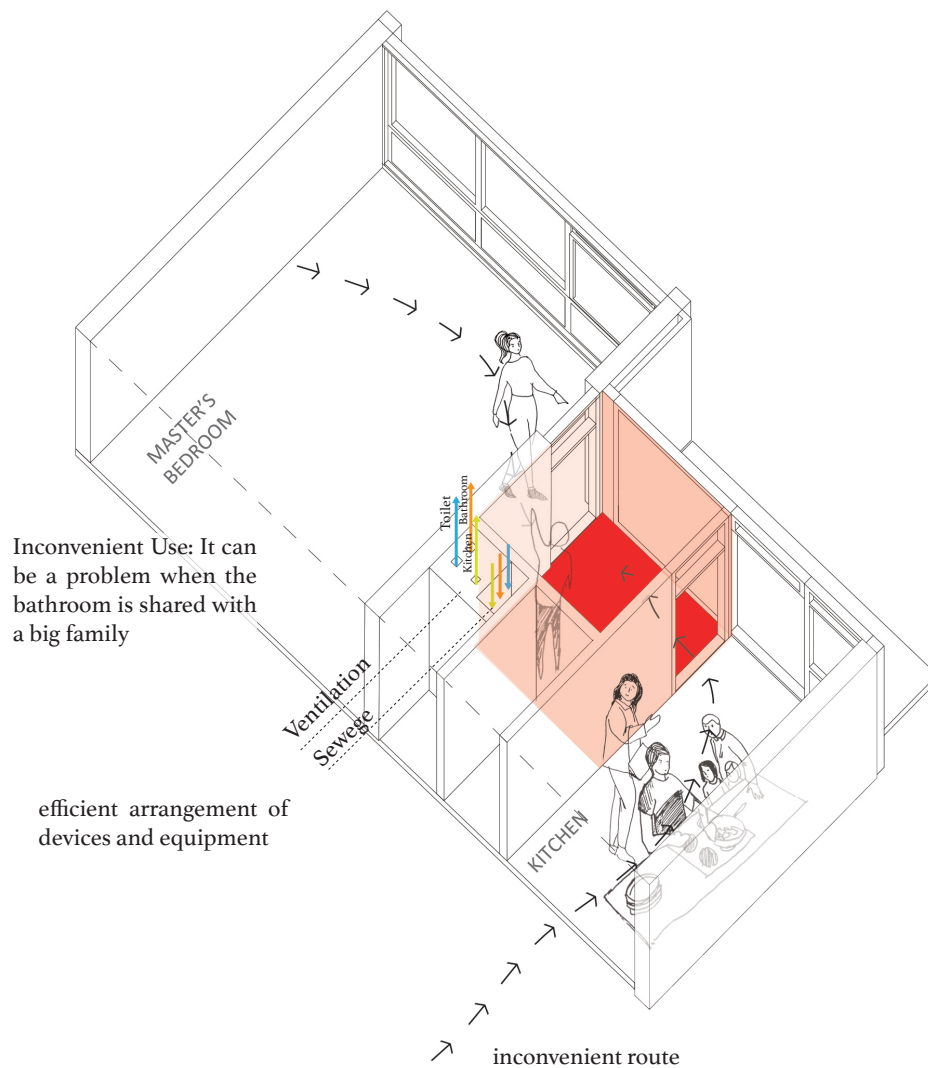 MASTER'S
BEDROOM
Toilet
Bathroom
Kitchen
Inconvenient Use: It can
be a problem when the
bathroom is shared with
a big family
Ventilation
Sewege
efficient arrangement of
devices and equipment
KITCHEN
inconvenient route